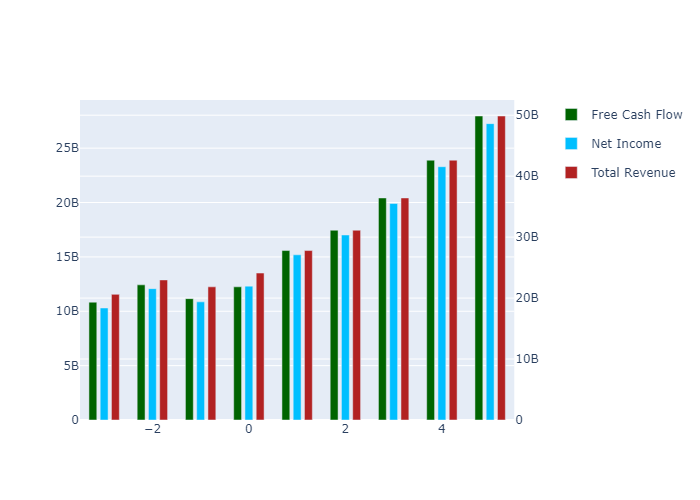 Free Cash Flow
Net Income
Total Revenue
50B
25B
40B
20B
30B
15B
20B
10B
10B
5B
0
0
−2
0
2
4